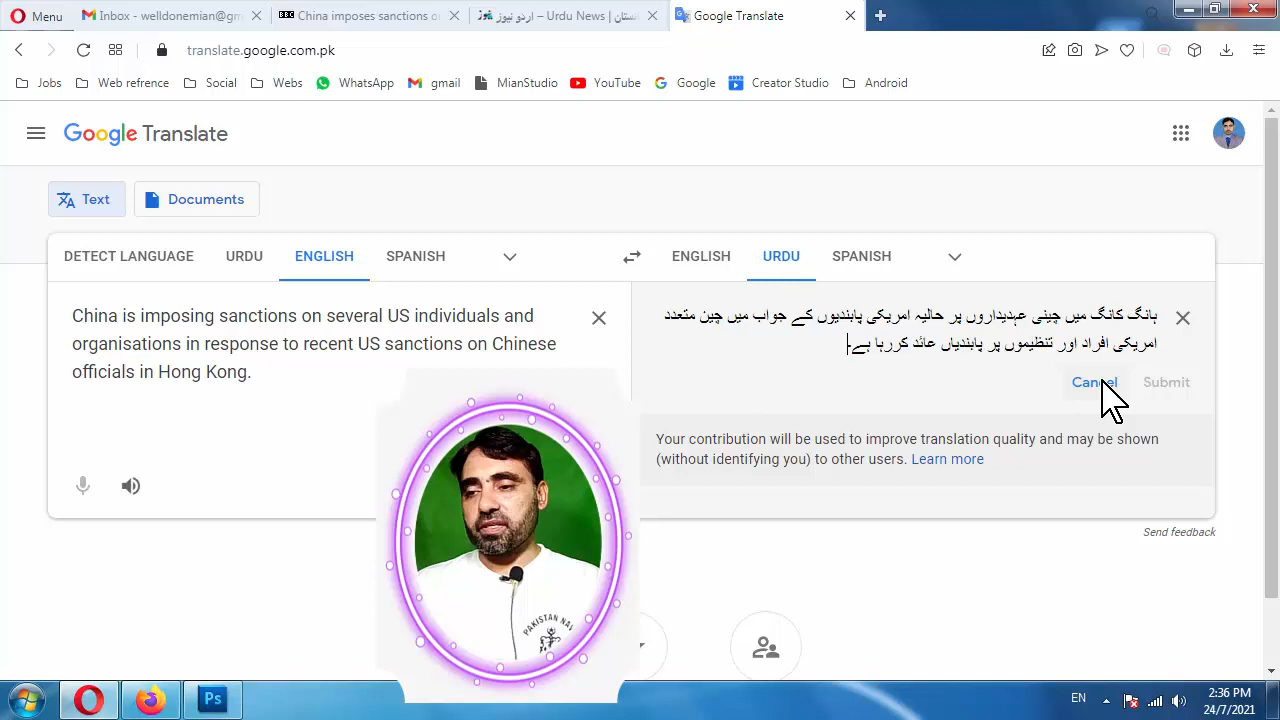 Menu
Inbox - welldonemian@gm
BBC China imposes sanctions on
اردو نیوز – Urdu News |
Google Translate
translate.google.com.pk
Jobs
Web refrence
Social
Webs
WhatsApp
gmail
MianStudio
YouTube
Google
Creator Studio
Android
Google Translate
Text
Documents
DETECT LANGUAGE
URDU
ENGLISH
SPANISH
ENGLISH
URDU
SPANISH
China is imposing sanctions on several US individuals and
organisations in response to recent US sanctions on Chinese
officials in Hong Kong.
ہانگ کانگ میں چینی عہدیداروں پر حالیہ امریکی پابندیوں کے جواب میں چین متعدد
امریکی افراد اور تنظیموں پر پابندیاں عائد کررہا ہے-
Cancel
Submit
Your contribution will be used to improve translation quality and may be shown
(without identifying you) to other users. Learn more
Send feedback
PAKISTAN
Ps
EN
2:36 PM
24/7/2021